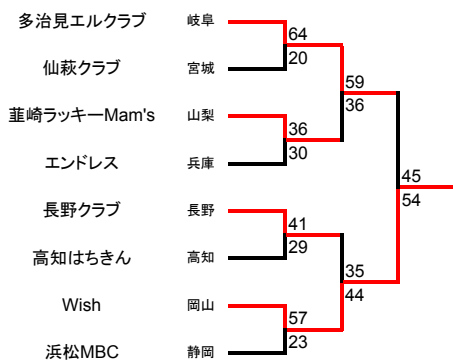 多治見エルクラブ 岐阜
64
20
仙萩クラブ 宮城
59
36
韮崎ラッキーMam's 山梨
36
30
エンドレス 兵庫
45
54
長野クラブ 長野
41
29
高知はちきん 高知
35
44
Wish 岡山
57
23
浜松MBC 静岡